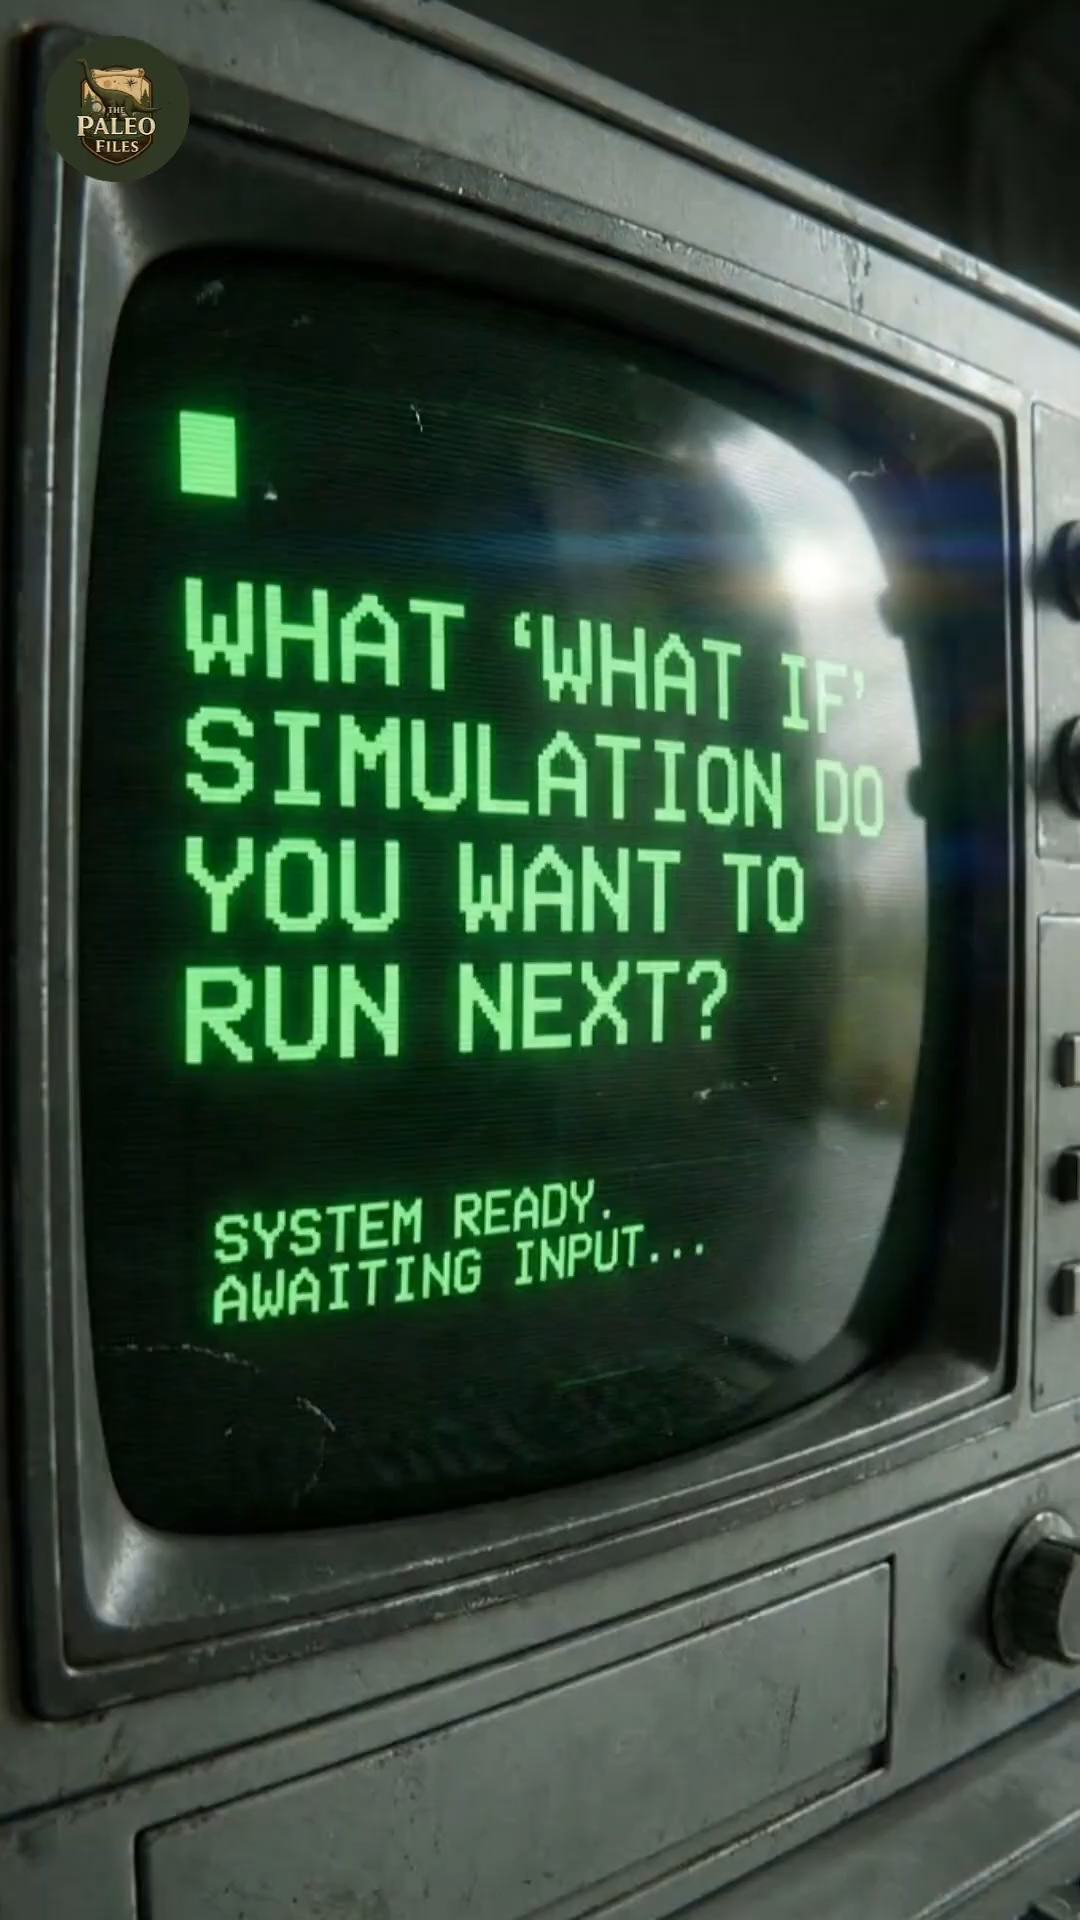 THE
PALEO
FILES
WHAT ‘WHAT IF’
SIMULATION DO
YOU WANT TO
RUN NEXT?
SYSTEM READY.
AWAITING INPUT...